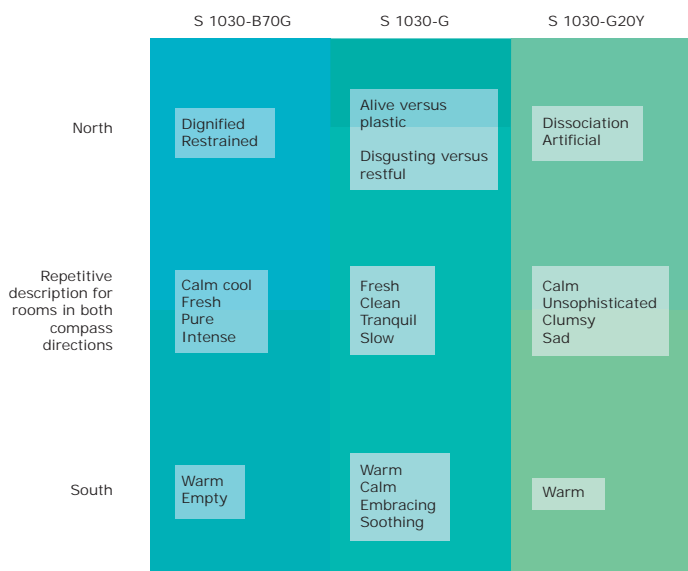 S 1030-B70G
S 1030-G
S 1030-G20Y
North
Dignified
Restrained
Alive versus
plastic
Disgusting versus
restful
Dissociation
Artificial
Repetitive
description for
rooms in both
compass
directions
Calm cool
Fresh
Pure
Intense
Fresh
Clean
Tranquil
Slow
Calm
Unsophisticated
Clumsy
Sad
South
Warm
Empty
Warm
Calm
Embracing
Soothing
Warm